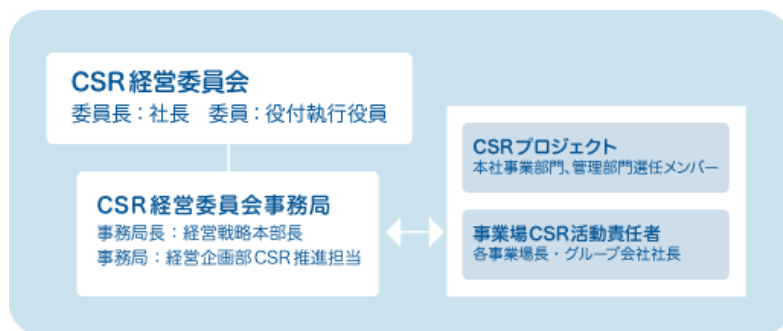 CSR経営委員会
委員長：社長　委員：役付執行役員
CSR経営委員会事務局
事務局長：経営戦略本部長
事務局：経営企画部CSR推進担当
CSRプロジェクト
本社事業部門、管理部門選任メンバー
事業場CSR活動責任者
各事業場長・グループ会社社長